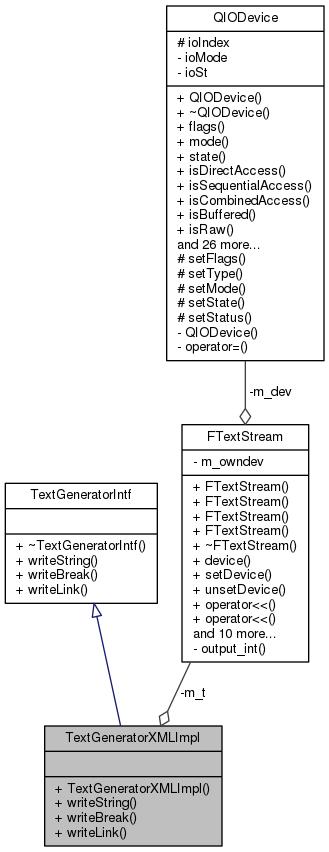 QIODevice
# ioIndex
- ioMode
- ioSt
+ QIODevice()
+ ~QIODevice()
+ flags()
+ mode()
+ state()
+ isDirectAccess()
+ isSequentialAccess()
+ isCombinedAccess()
+ isBuffered()
+ isRaw()
and 26 more...
# setFlags()
# setType()
# setMode()
# setState()
# setStatus()
- QIODevice()
- operator=()
-m_dev
FTextStream
- m_owndev
+ FTextStream()
+ FTextStream()
+ FTextStream()
+ FTextStream()
+ ~FTextStream()
+ device()
+ setDevice()
+ unsetDevice()
+ operator<<()
+ operator<<()
and 10 more...
- output_int()
TextGeneratorIntf
+ ~TextGeneratorIntf()
+ writeString()
+ writeBreak()
+ writeLink()
-m_t
TextGeneratorXMLImpl
+ TextGeneratorXMLImpl()
+ writeString()
+ writeBreak()
+ writeLink()